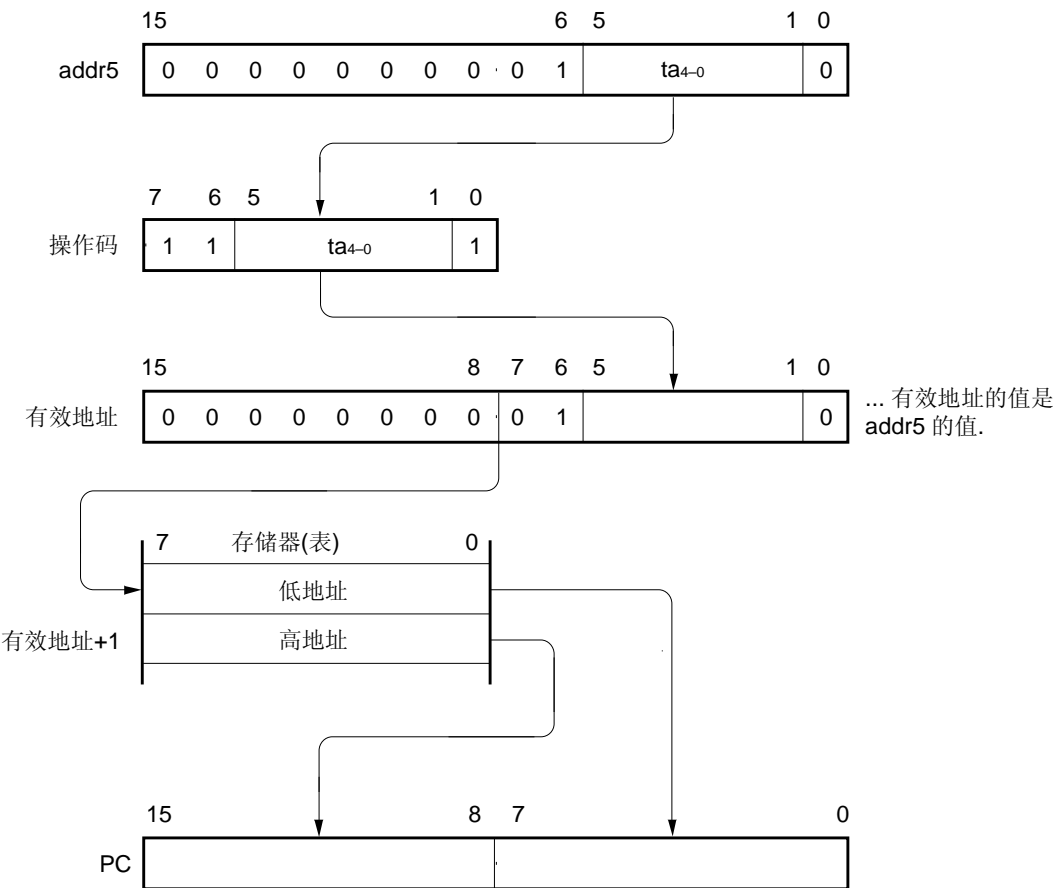 15 6 5 1 0
addr5 0 0 0 0 0 0 0 0 0 1 ta4–0 0
7 6 5 1 0
操作码 1 1 ta4–0 1
15 8 7 6 5 1 0
有效地址 0 0 0 0 0 0 0 0 0 1 0
... 有效地址的值是
addr5 的值.
7 存储器(表) 0
低地址
有效地址+1 高地址
15 8 7 0
PC